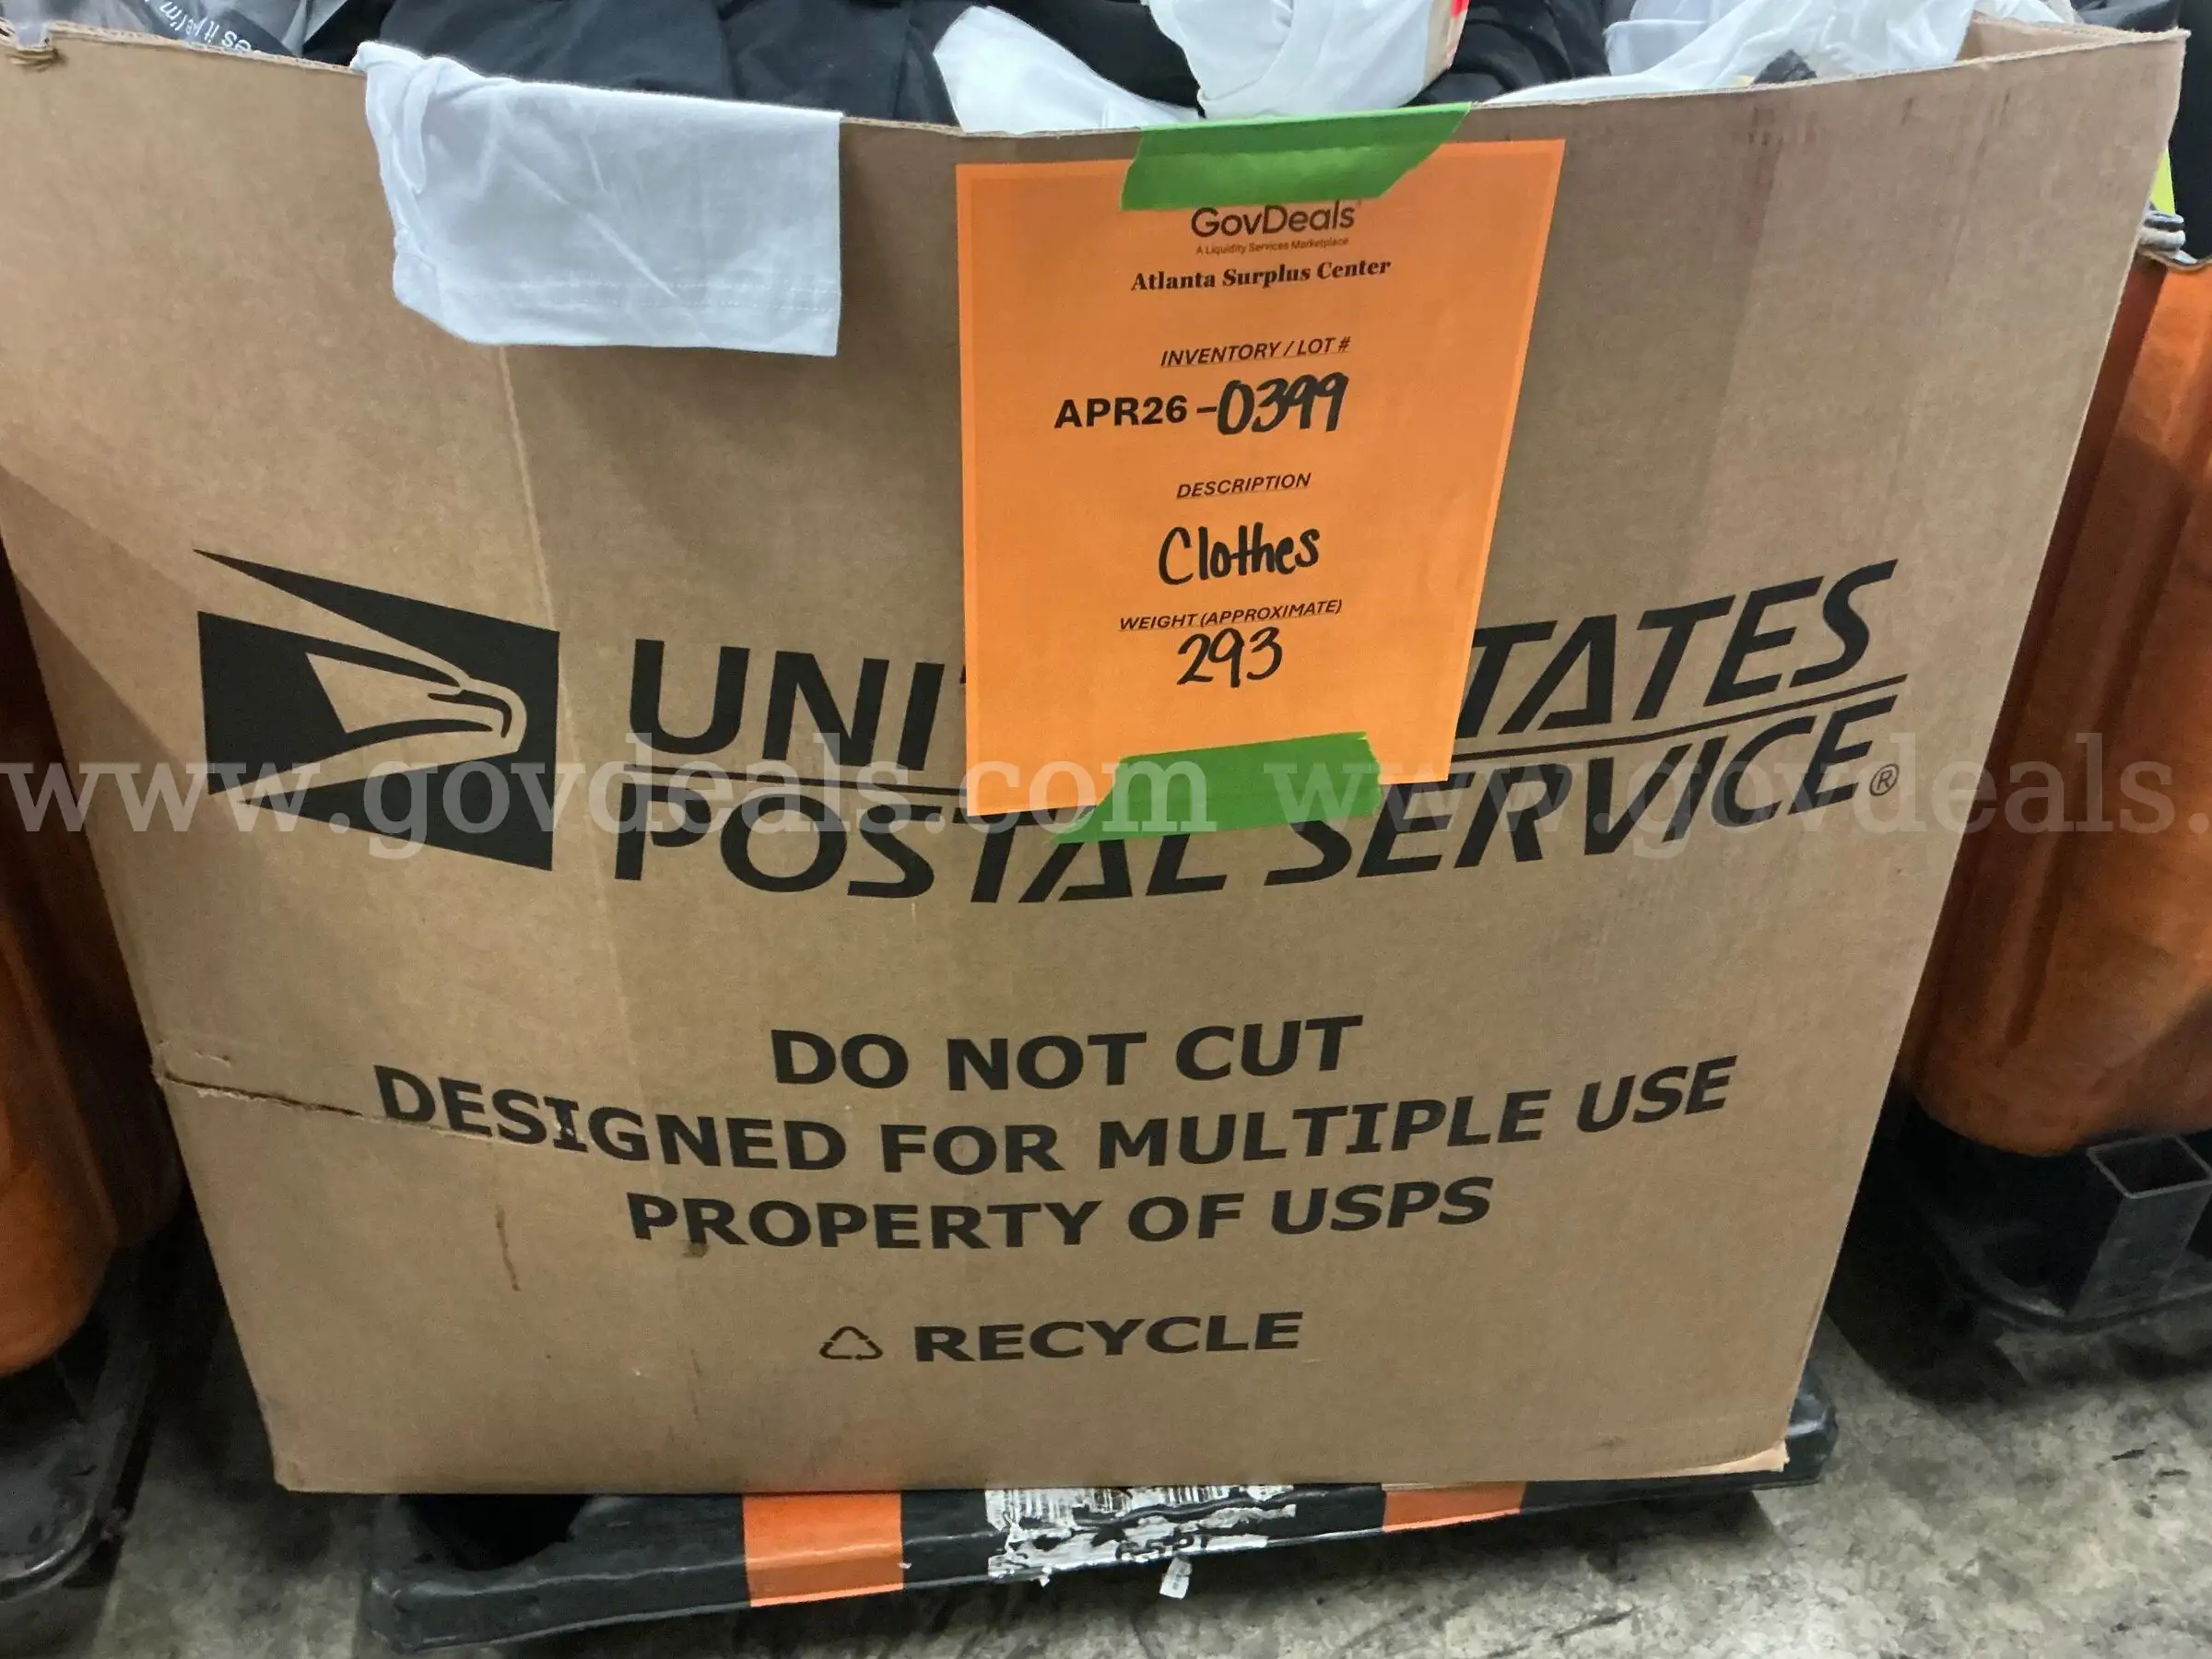 GovDeals
A Liquidity Services Marketplace
Atlanta Surplus Center
INVENTORY / LOT #
APR26-0399
DESCRIPTION
Clothes
WEIGHT (APPROXIMATE)
293
UNI TATES
POSTAL SERVICE®
www.govdeals.com www.govdeals.
DO NOT CUT
DESIGNED FOR MULTIPLE USE
PROPERTY OF USPS
RECYCLE